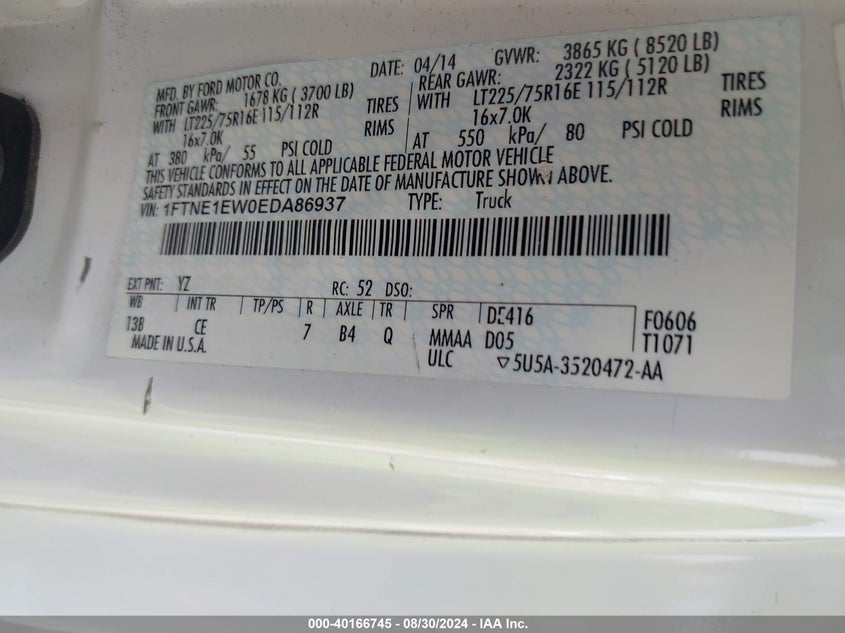 MFD. BY FORD MOTOR CO. DATE: 04/14 GVWR: 3865 KG ( 8520 LB)
FRONT GAWR: 1678 KG ( 3700 LB) REAR GAWR: 2322 KG ( 5120 LB)
WITH LT225/75R16E 115/112R TIRES WITH LT225/75R16E 115/112R TIRES
16x7.0K RIMS 16x7.0K RIMS
AT 380 kPa/ 55 PSI COLD AT 550 kPa/ 80 PSI COLD
THIS VEHICLE CONFORMS TO ALL APPLICABLE FEDERAL MOTOR VEHICLE
SAFETY STANDARDS IN EFFECT ON THE DATE OF MANUFACTURE SHOWN ABOVE.
VIN: 1FTNE1EW0EDA86937 TYPE: Truck
EXT PNT: YZ RC: 52 DSO:
WB INT TR TP/PS R AXLE TR SPR DE416 F0606
138 CE 7 B4 Q MMAA D05 T1071
MADE IN U.S.A. ULC ▽5U5A-3520472-AA
000-40166745 - 08/30/2024 - IAA Inc.